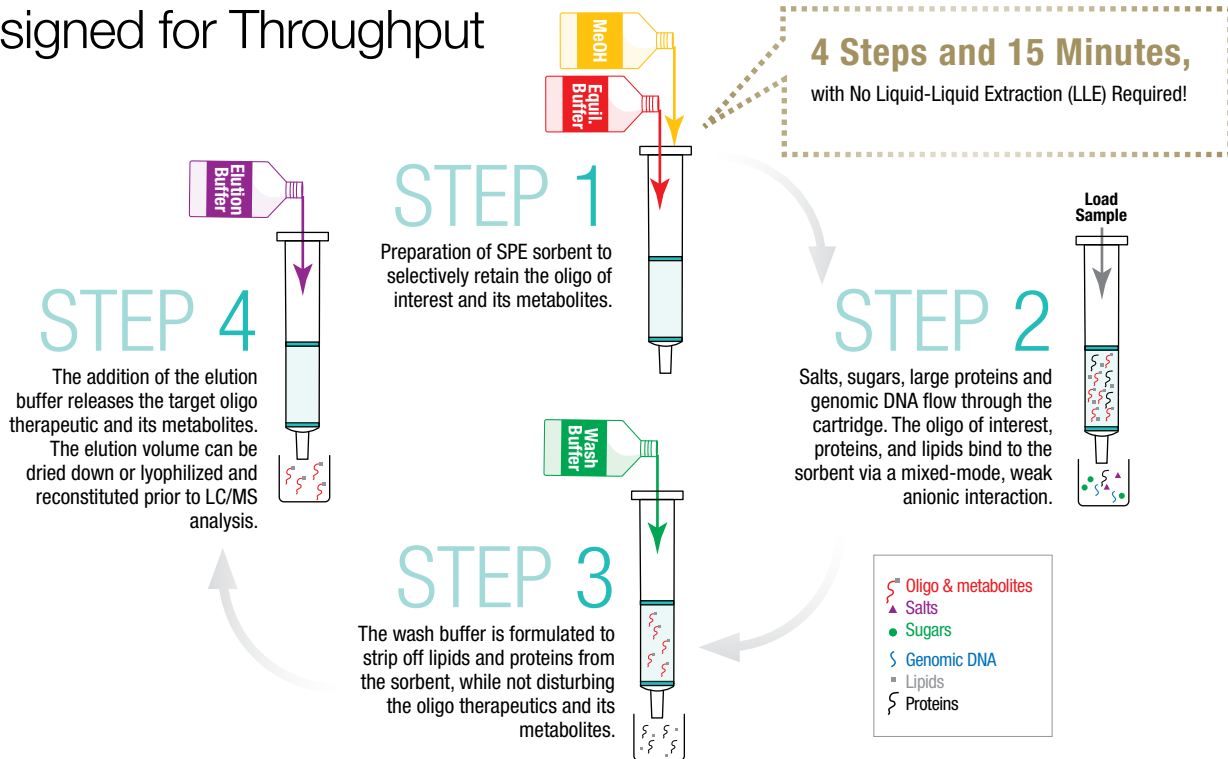 signed for Throughput
4 Steps and 15 Minutes,
with No Liquid-Liquid Extraction (LLE) Required!
MeOH
Equil.
Buffer
STEP 1
Preparation of SPE sorbent to
selectively retain the oligo of
interest and its metabolites.
Load
Sample
STEP 2
Salts, sugars, large proteins and
genomic DNA flow through the
cartridge. The oligo of interest,
proteins, and lipids bind to the
sorbent via a mixed-mode, weak
anionic interaction.
Wash
Buffer
STEP 3
The wash buffer is formulated to
strip off lipids and proteins from
the sorbent, while not disturbing
the oligo therapeutics and its
metabolites.
Elution
Buffer
STEP 4
The addition of the elution
buffer releases the target oligo
therapeutic and its metabolites.
The elution volume can be
dried down or lyophilized and
reconstituted prior to LC/MS
analysis.
Oligo & metabolites
Salts
Sugars
Genomic DNA
Lipids
Proteins